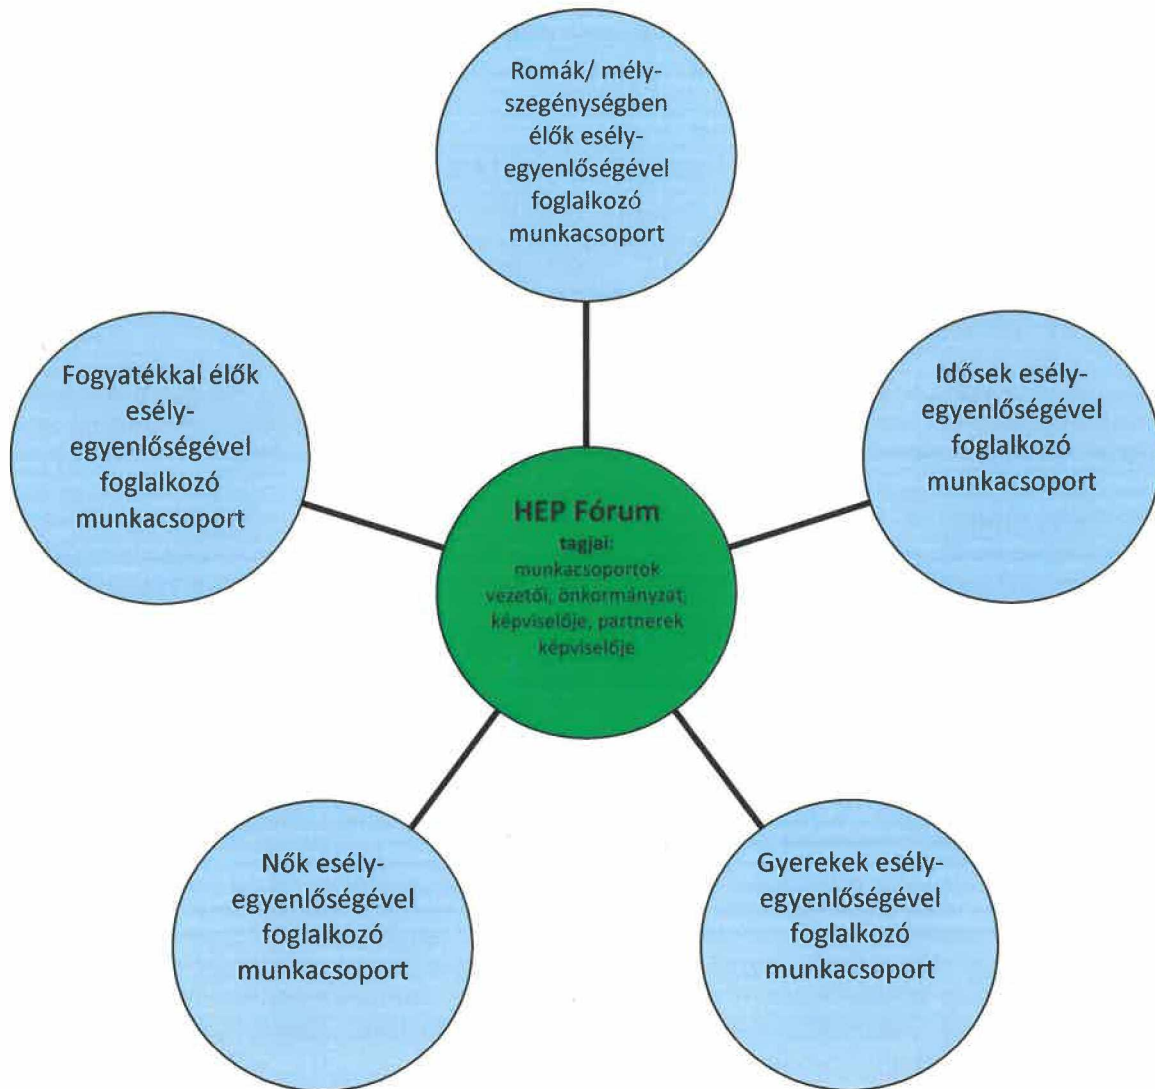 Romák/ mély-
szegénységben
élők esély-
egyenlőségével
foglalkozó
munkacsoport
Fogyatékkal élők
esély-
egyenlőségével
foglalkozó
munkacsoport
Idősek esély-
egyenlőségével
foglalkozó
munkacsoport
HEP Fórum
tagjai:
munkacsoportok
vezetői, önkormányzat,
képviselője, partnerek
képviselője
Nők esély-
egyenlőségével
foglalkozó
munkacsoport
Gyerekek esély-
egyenlőségével
foglalkozó
munkacsoport